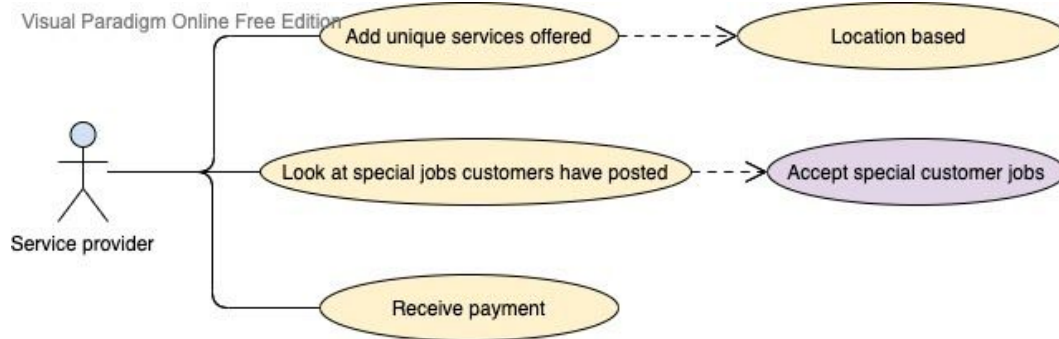 Visual Paradigm Online Free Edition
Add unique services offered
Location based
Look at special jobs customers have posted
Accept special customer jobs
Service provider
Receive payment